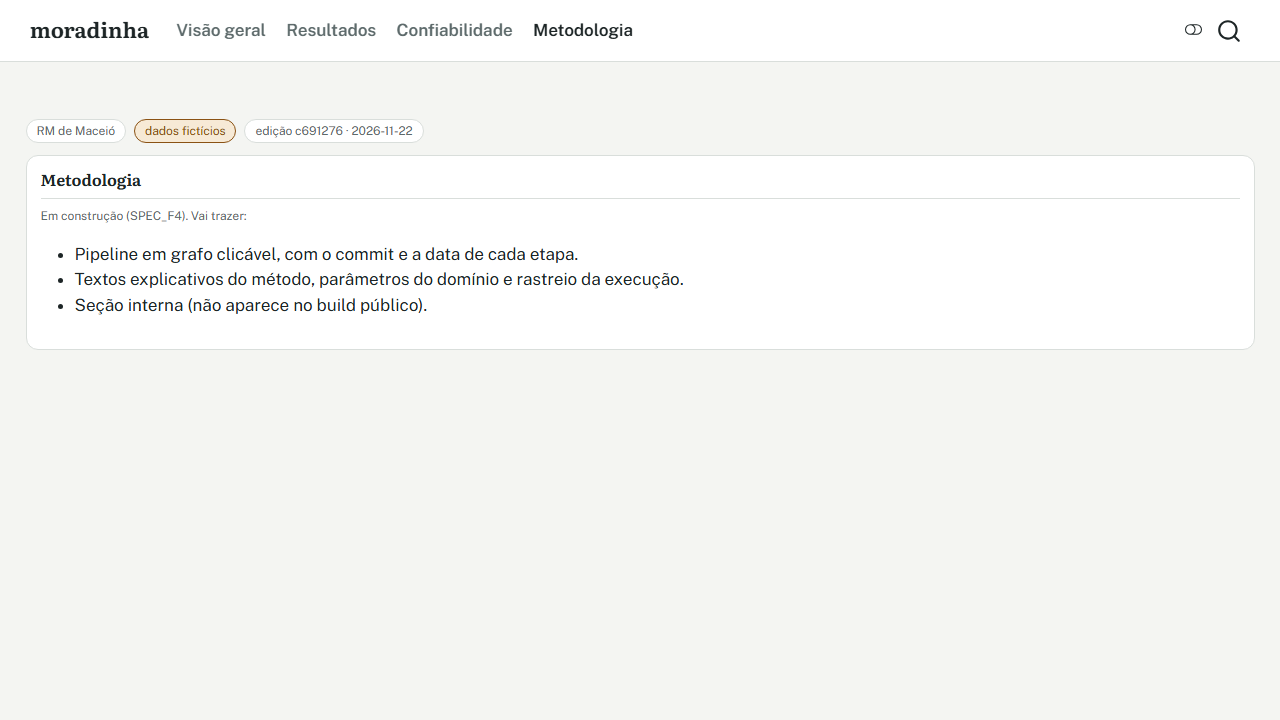 moradinha Visão geral Resultados Confiabilidade Metodologia
RM de Maceió dados fictícios edição c691276 · 2026-11-22
Metodologia
Em construção (SPEC_F4). Vai trazer:
Pipeline em grafo clicável, com o commit e a data de cada etapa.
Textos explicativos do método, parâmetros do domínio e rastreio da execução.
Seção interna (não aparece no build público).